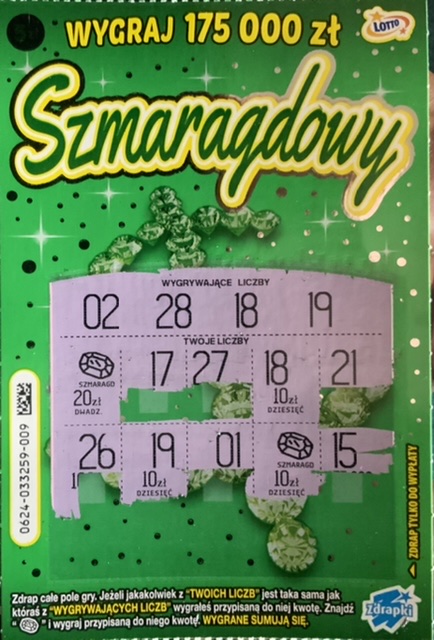 WYGRAJ 175 000 zł
LOTTO
Szmaragdowy
WYGRYWAJĄCE LICZBY
02 28 18 19
TWOJE LICZBY
17 27 18 21
SZMARAGD
20zł 10zł
DWADZ. DZIESIĘĆ
26 19 01 15
SZMARAGD
10zł 10zł
DZIESIĘĆ DZIESIĘĆ
0624-033259-009
ZDRAP TYLKO DO WYPŁATY
Zdrap całe pole gry. Jeżeli jakakolwiek z "TWOICH LICZB" jest taka sama jak
któraś z "WYGRYWAJĄCYCH LICZB" wygrałeś przypisaną do niej kwotę. Znajdź
" " i wygraj przypisaną do niego kwotę. WYGRANE SUMUJĄ SIĘ.
Zdrapki